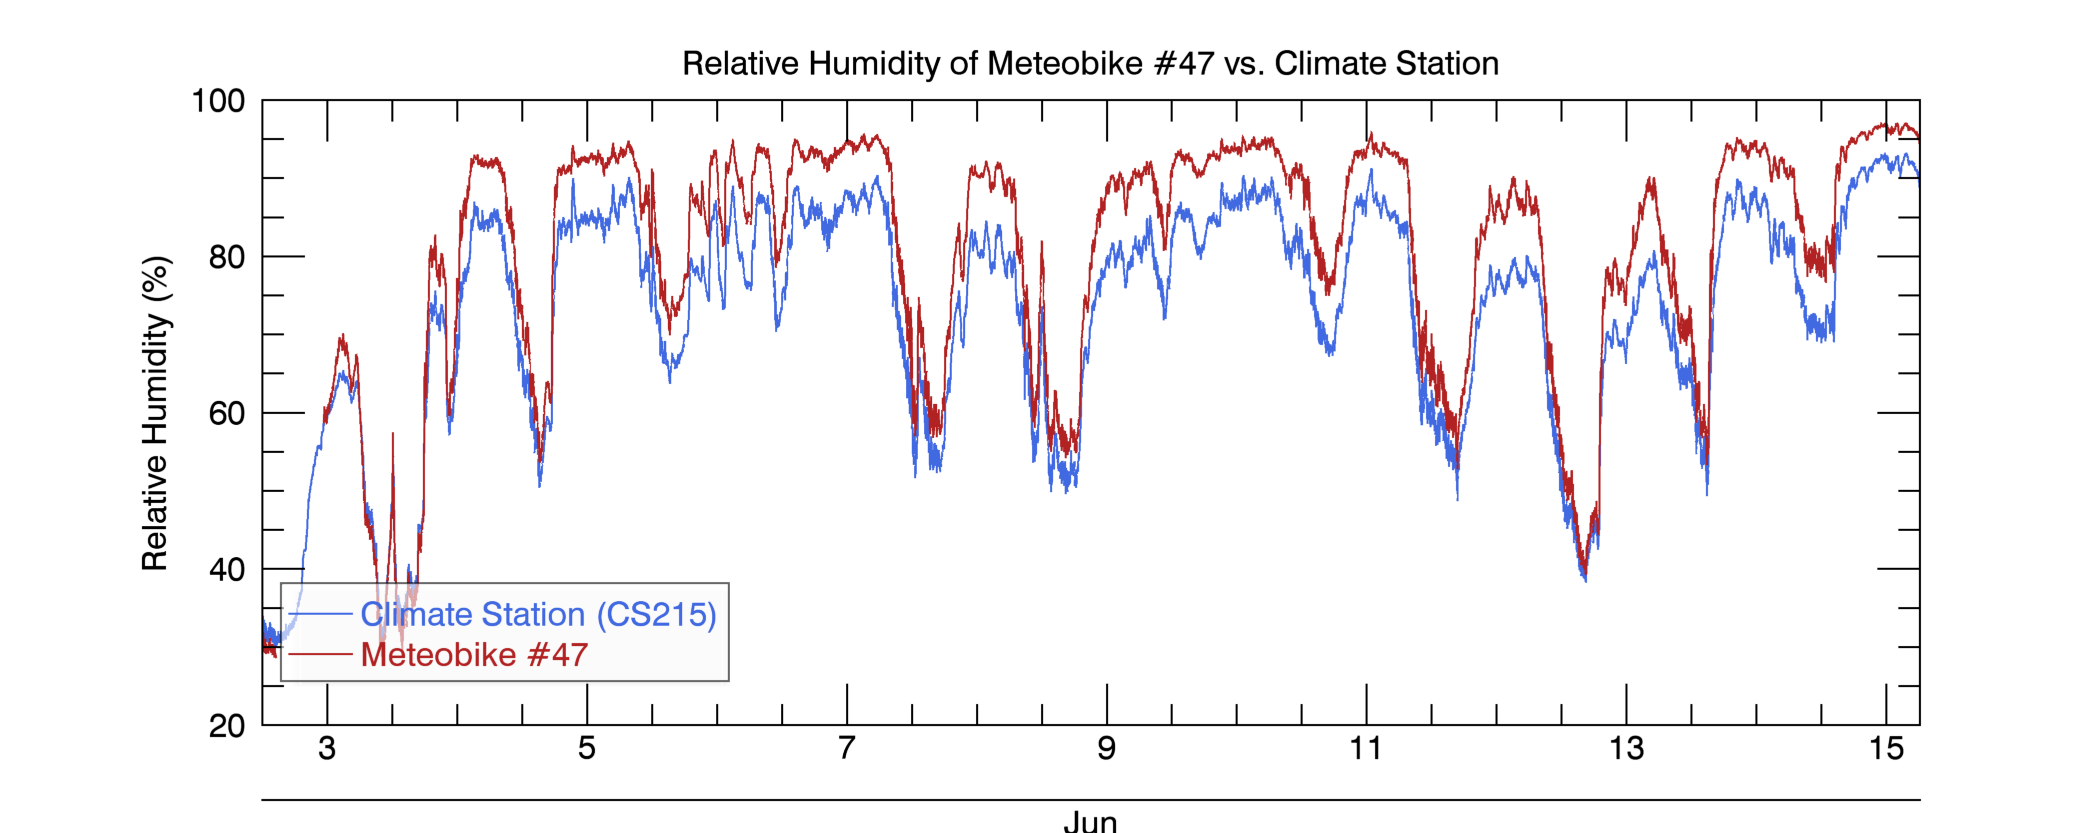 Relative Humidity of Meteobike #47 vs. Climate Station
Relative Humidity (%)
100
80
60
40
20
Climate Station (CS215)
Meteobike #47
3 5 7 9 11 13 15
Jun